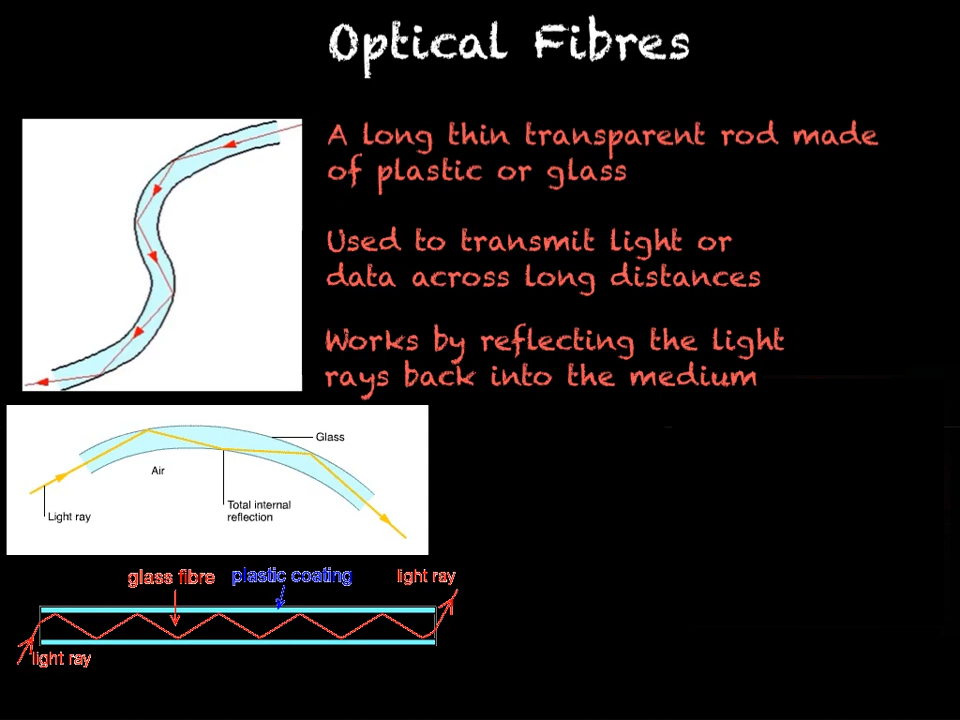 Optical Fibres
A long thin transparent rod made
of plastic or glass
Used to transmit light or
data across long distances
Works by reflecting the light
rays back into the medium
Glass
Air
Light ray
Total internal
reflection
glass fibre plastic coating light ray
light ray